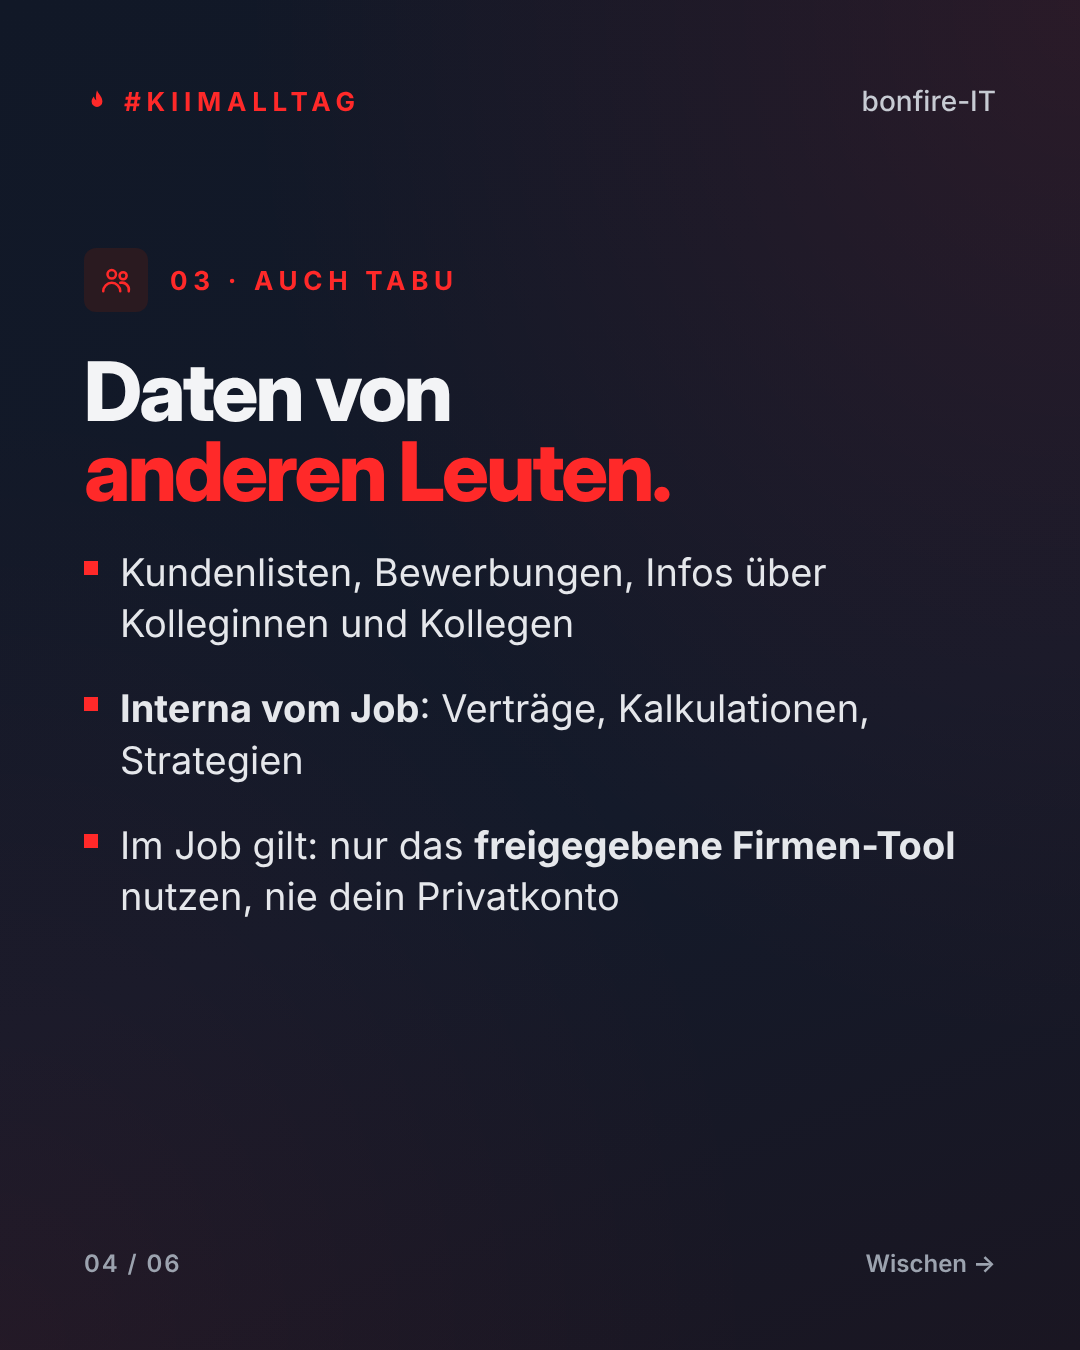 #KIIMALLTAG
bonfire-IT
03 · AUCH TABU
Daten von
anderen Leuten.
Kundenlisten, Bewerbungen, Infos über
Kolleginnen und Kollegen
Interna vom Job: Verträge, Kalkulationen,
Strategien
Im Job gilt: nur das freigegebene Firmen-Tool
nutzen, nie dein Privatkonto
04 / 06
Wischen →